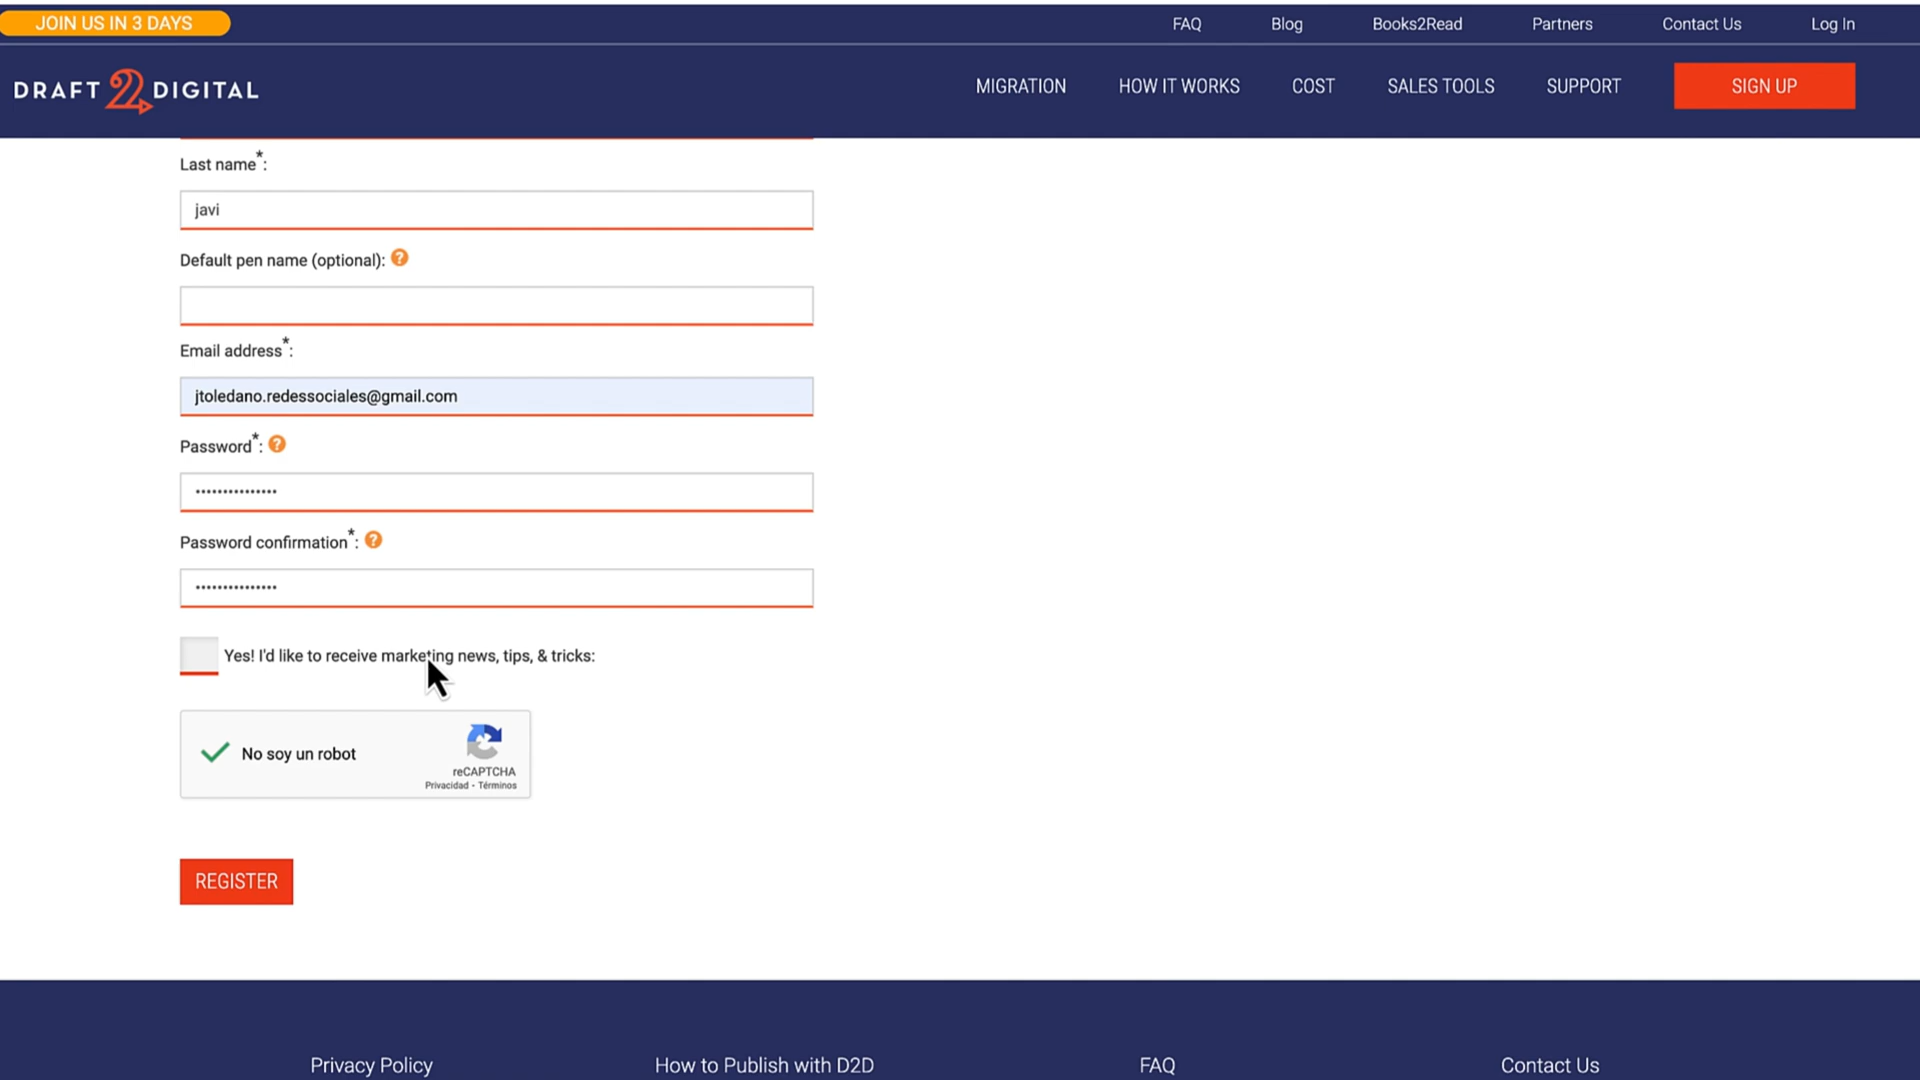 JOIN US IN 3 DAYS
FAQ Blog Books2Read Partners Contact Us Log In
DRAFT 2 DIGITAL
MIGRATION HOW IT WORKS COST SALES TOOLS SUPPORT SIGN UP
Last name*:
javi
Default pen name (optional): ?
Email address*:
jtoledano.redessociales@gmail.com
Password*: ?
•••••••••••••••
Password confirmation*: ?
•••••••••••••••
Yes! I'd like to receive marketing news, tips, & tricks:
No soy un robot
reCAPTCHA
Privacidad - Términos
REGISTER
Privacy Policy How to Publish with D2D FAQ Contact Us